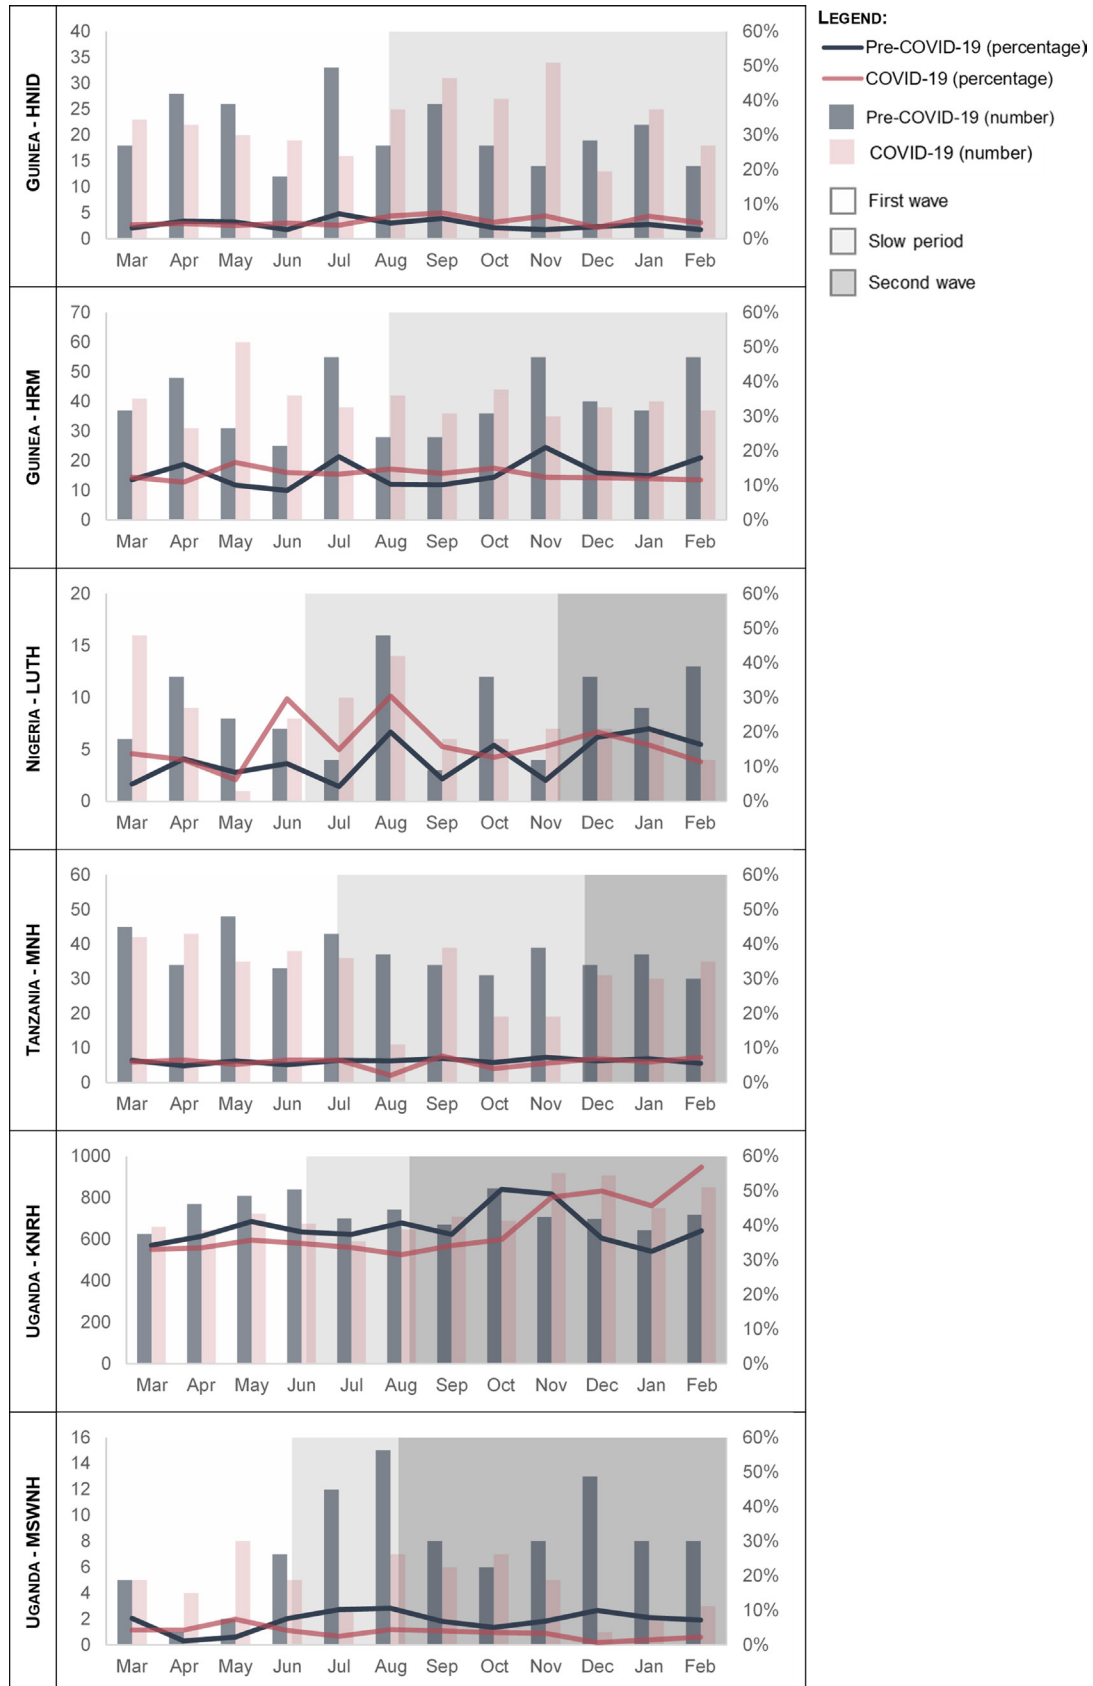 LEGEND:
Pre-COVID-19 (percentage)
COVID-19 (percentage)
Pre-COVID-19 (number)
COVID-19 (number)
First wave
Slow period
Second wave
GUINEA - HNID
40 60%
35 50%
30 40%
25
20 30%
15 20%
10
5 10%
0 0%
Mar Apr May Jun Jul Aug Sep Oct Nov Dec Jan Feb
GUINEA - HRM
70 60%
60 50%
50 40%
40
30 30%
20 20%
10 10%
0 0%
Mar Apr May Jun Jul Aug Sep Oct Nov Dec Jan Feb
NIGERIA - LUTH
20 60%
50%
15 40%
10 30%
5 20%
10%
0 0%
Mar Apr May Jun Jul Aug Sep Oct Nov Dec Jan Feb
TANZANIA - MNH
60 60%
50 50%
40 40%
30 30%
20 20%
10 10%
0 0%
Mar Apr May Jun Jul Aug Sep Oct Nov Dec Jan Feb
UGANDA - KNRH
1000 60%
800 50%
600 40%
400 30%
200 20%
10%
0 0%
Mar Apr May Jun Jul Aug Sep Oct Nov Dec Jan Feb
UGANDA - MSWNH
16 60%
14 50%
12 40%
10
8 30%
6 20%
4
2 10%
0 0%
Mar Apr May Jun Jul Aug Sep Oct Nov Dec Jan Feb